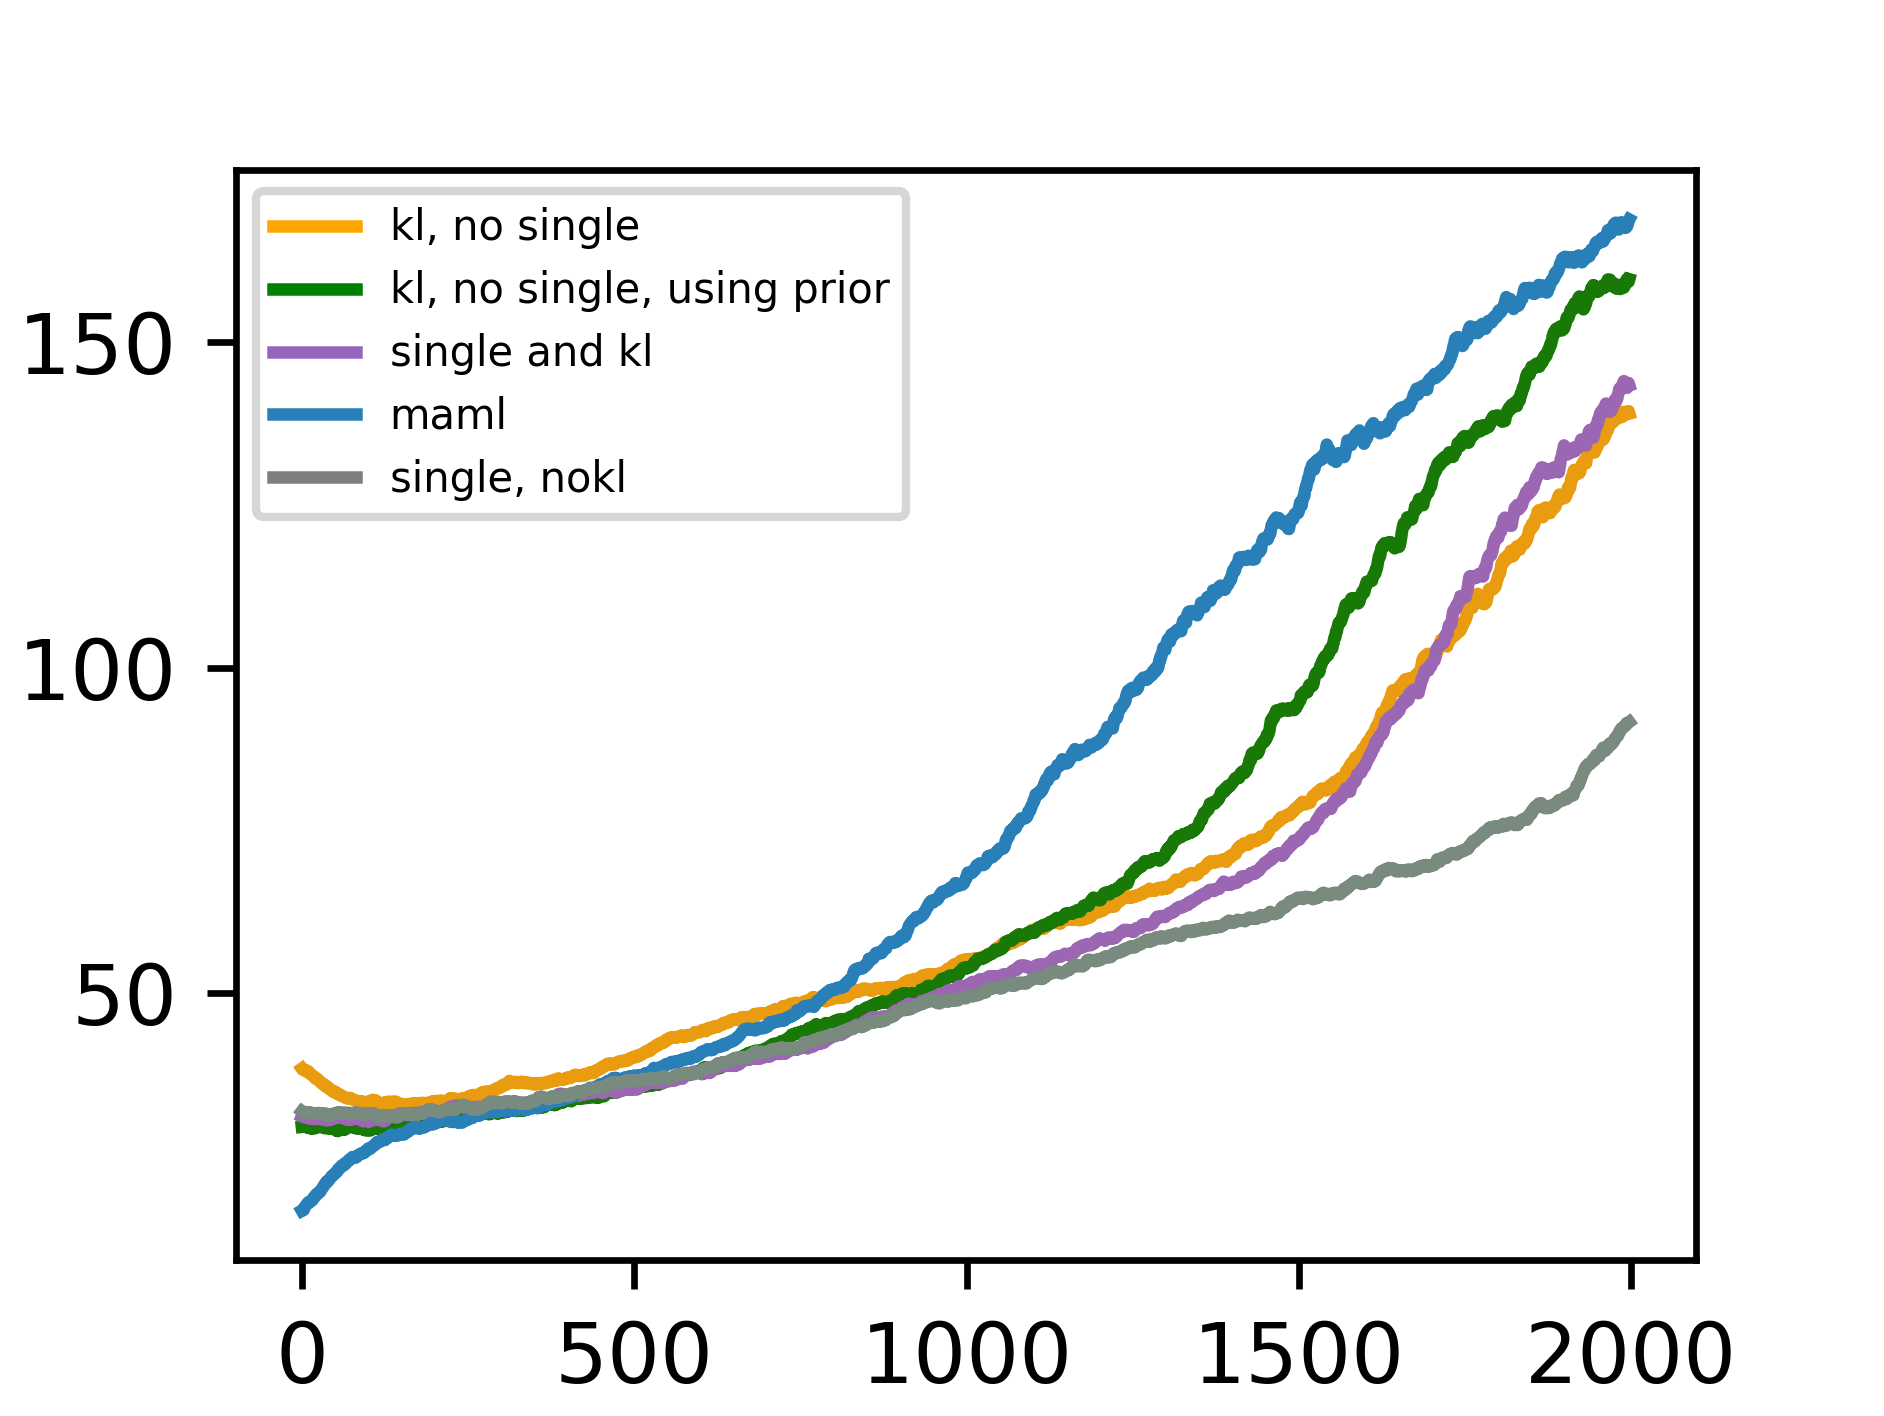 kl, no single
kl, no single, using prior
single and kl
maml
single, nokl
150
100
50
0 500 1000 1500 2000